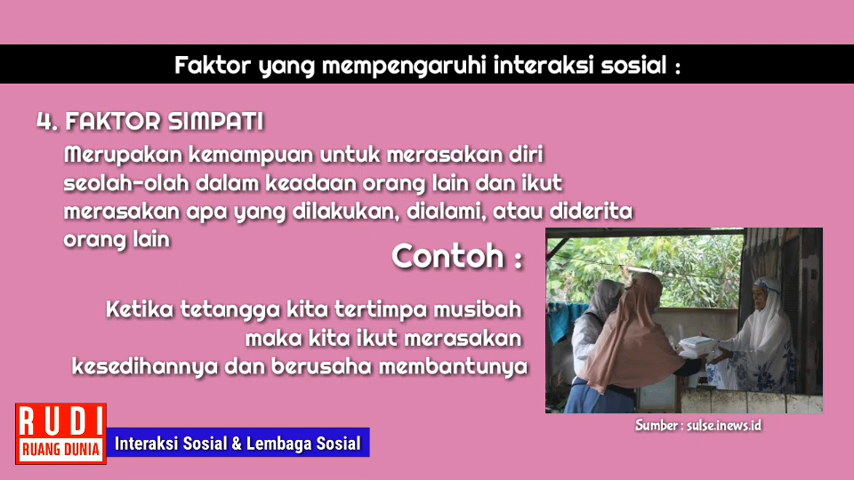 Faktor yang mempengaruhi interaksi sosial :
4. FAKTOR SIMPATI
Merupakan kemampuan untuk merasakan diri
seolah-olah dalam keadaan orang lain dan ikut
merasakan apa yang dilakukan, dialami, atau diderita
orang lain
Contoh :
Ketika tetangga kita tertimpa musibah
maka kita ikut merasakan
kesedihannya dan berusaha membantunya
Sumber : sulse.inews.id
RUDI
RUANG DUNIA
Interaksi Sosial & Lembaga Sosial